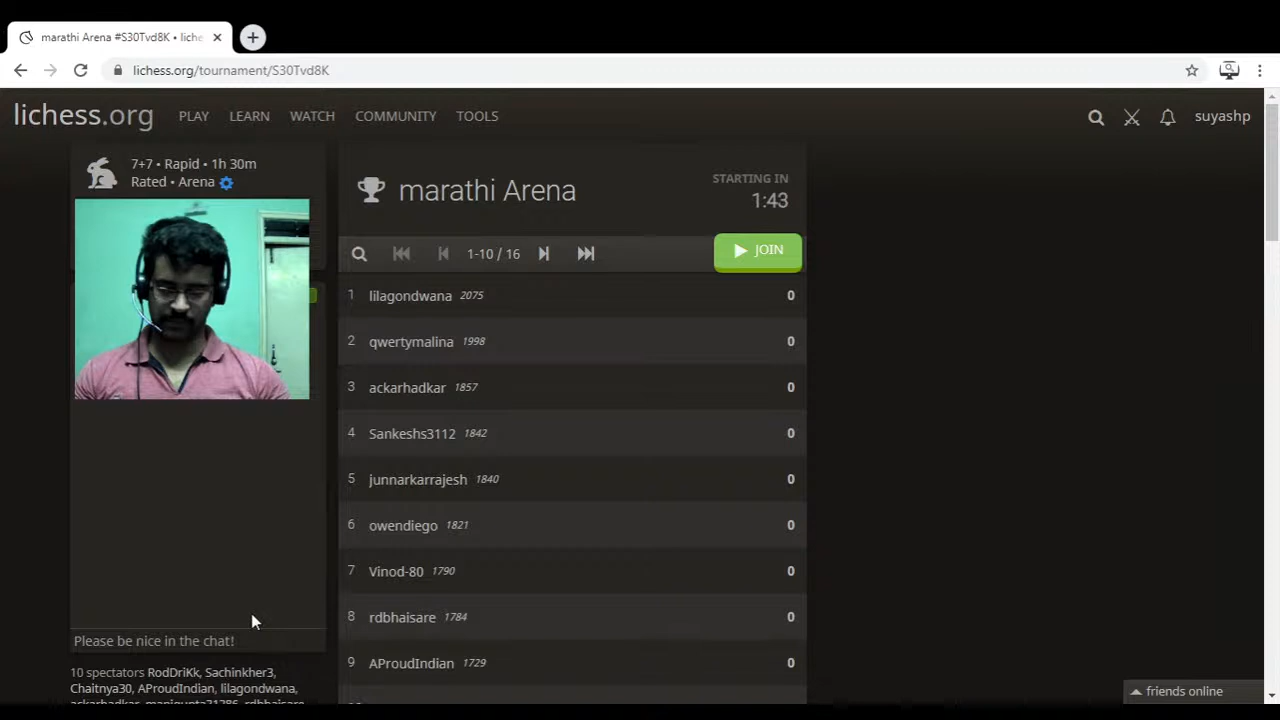 marathi Arena #S30Tvd8K • liche
lichess.org/tournament/S30Tvd8K
lichess.org PLAY LEARN WATCH COMMUNITY TOOLS suyashp
7+7 • Rapid • 1h 30m
Rated • Arena
marathi Arena
STARTING IN
1:43
1-10 / 16
JOIN
1 lilagondwana 2075 0
2 qwertymalina 1998 0
3 ackarhadkar 1857 0
4 Sankeshs3112 1842 0
5 junnarkarrajesh 1840 0
6 owendiego 1821 0
7 Vinod-80 1790 0
8 rdbhaisare 1784 0
9 AProudIndian 1729 0
Please be nice in the chat!
10 spectators RodDriKk, Sachinkher3,
Chaitnya30, AProudIndian, lilagondwana,
friends online